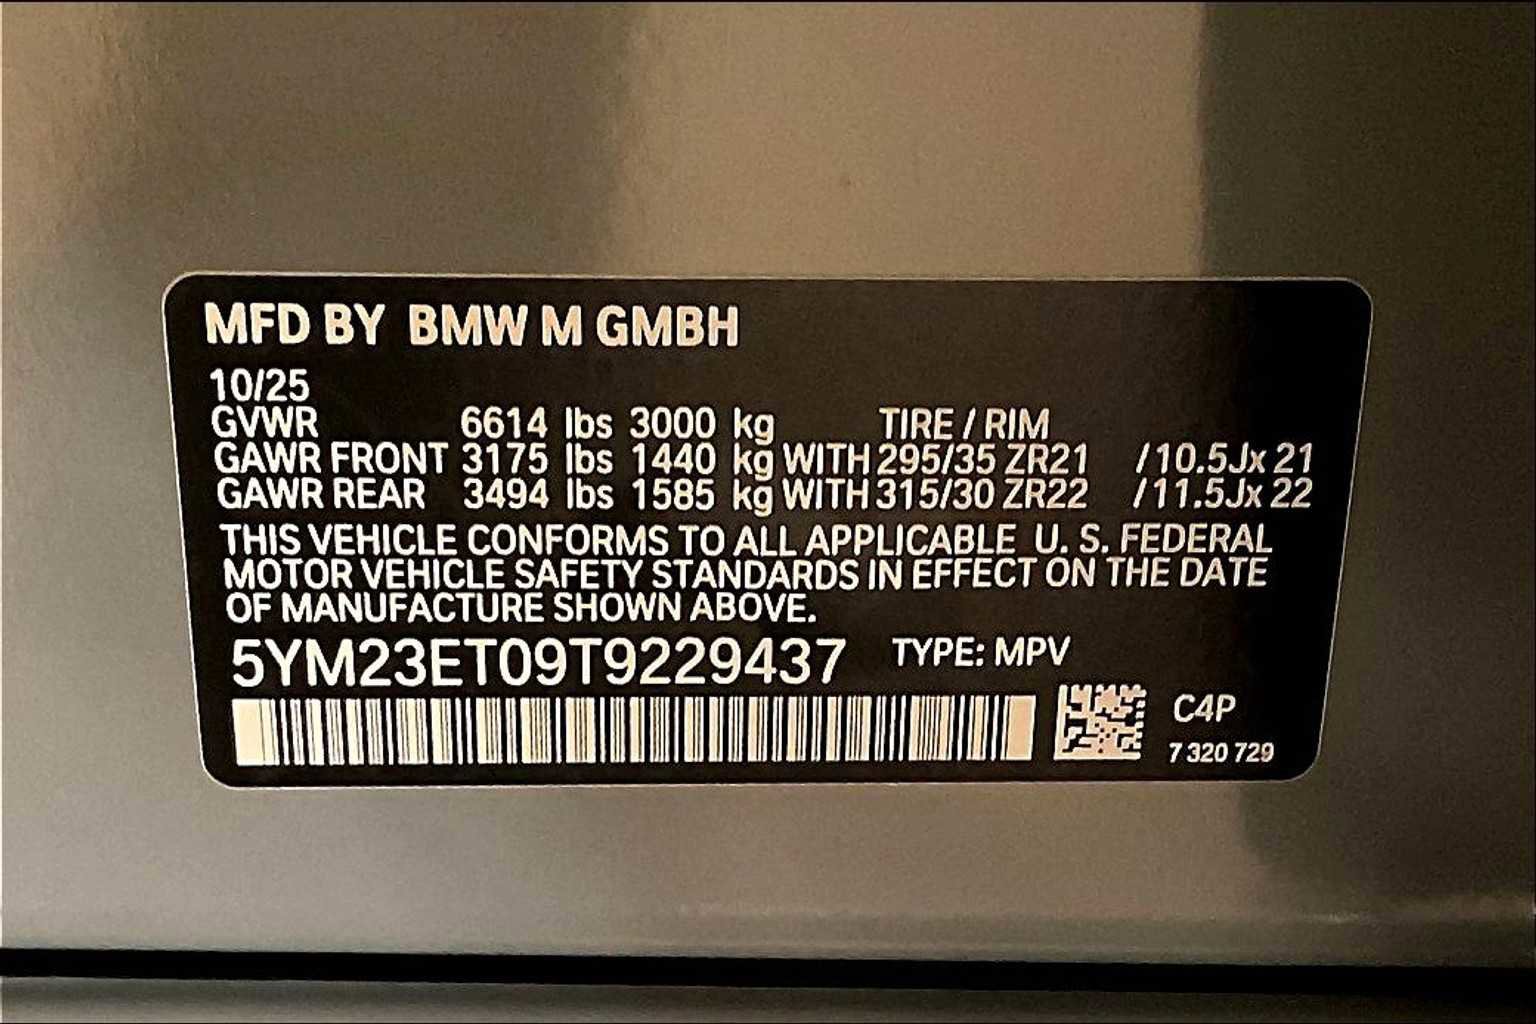 MFD BY BMW M GMBH
10/25
GVWR 6614 lbs 3000 kg TIRE / RIM
GAWR FRONT 3175 lbs 1440 kg WITH 295/35 ZR21 / 10.5Jx 21
GAWR REAR 3494 lbs 1585 kg WITH 315/30 ZR22 / 11.5Jx 22
THIS VEHICLE CONFORMS TO ALL APPLICABLE U. S. FEDERAL
MOTOR VEHICLE SAFETY STANDARDS IN EFFECT ON THE DATE
OF MANUFACTURE SHOWN ABOVE.
5YM23ET09T9229437 TYPE: MPV
C4P
7 320 729